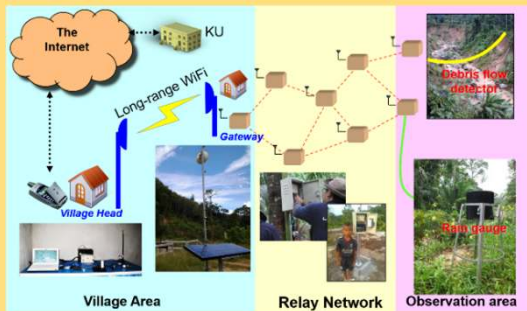 The
Internet
KU
Long-range WiFi
Gateway
Village Head
Debris flow
detector
Rain gauge
Village Area
Relay Network
Observation area